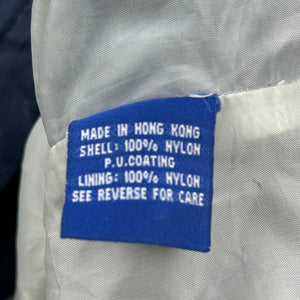 MADE IN HONG KONG
SHELL: 100% NYLON
P.U.COATING
LINING: 100% NYLON
SEE REVERSE FOR CARE